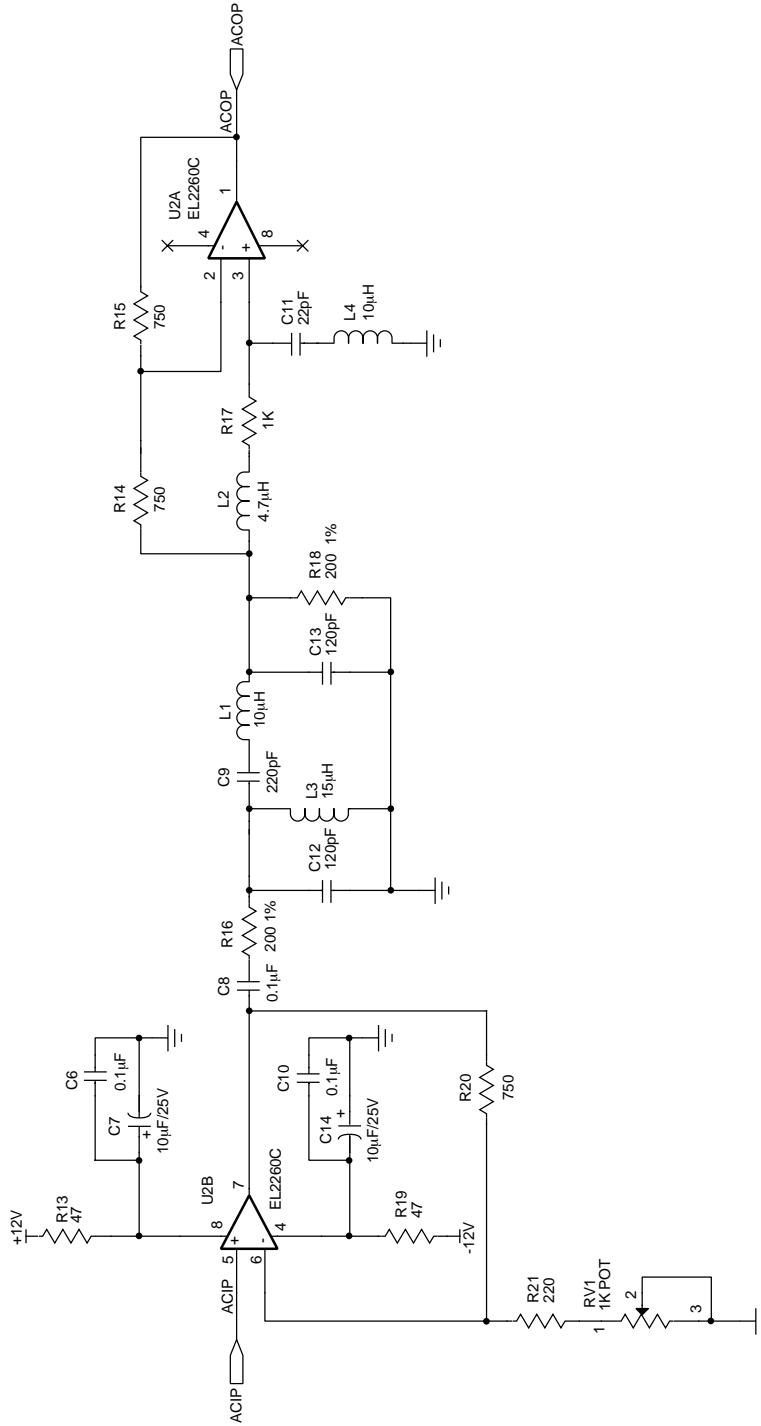 ACIP
ACIP
+12V
R13
47
C6
0.1µF
C7
+
10µF/25V
U2B
EL2260C
5
+
6
-
8
4
7
R19
47
-12V
C10
0.1µF
C14
+
10µF/25V
R20
750
R21
220
RV1
1K POT
1
2
3
C8
0.1µF
R16
200 1%
C12
120pF
L3
15µH
C9
220pF
L1
10µH
C13
120pF
R18
200 1%
L2
4.7µH
R17
1K
R14
750
R15
750
C11
22pF
L4
10µH
U2A
EL2260C
2
-
3
+
4
8
1
ACOP
ACOP